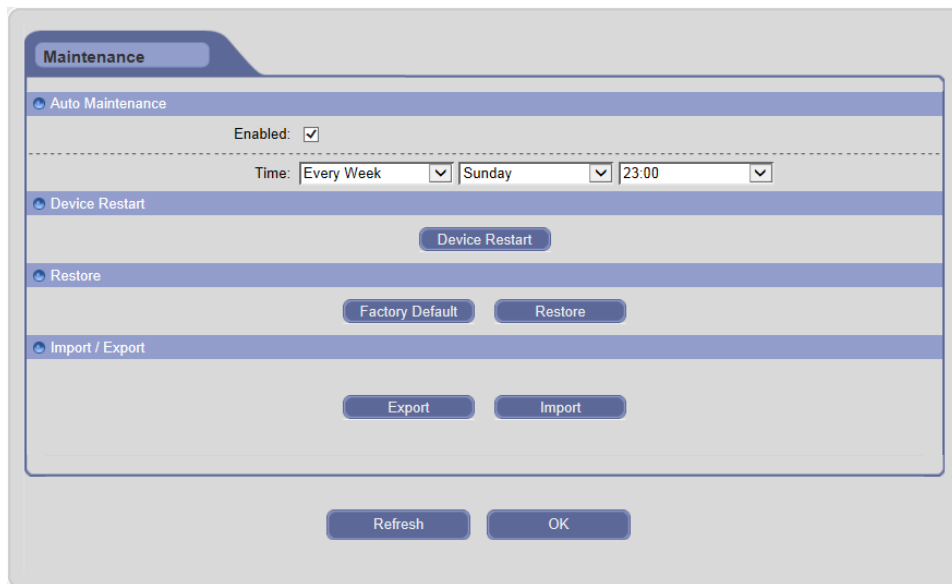 Maintenance
Auto Maintenance
Enabled:
Time: Every Week Sunday 23:00
Device Restart
Device Restart
Restore
Factory Default Restore
Import / Export
Export Import
Refresh OK